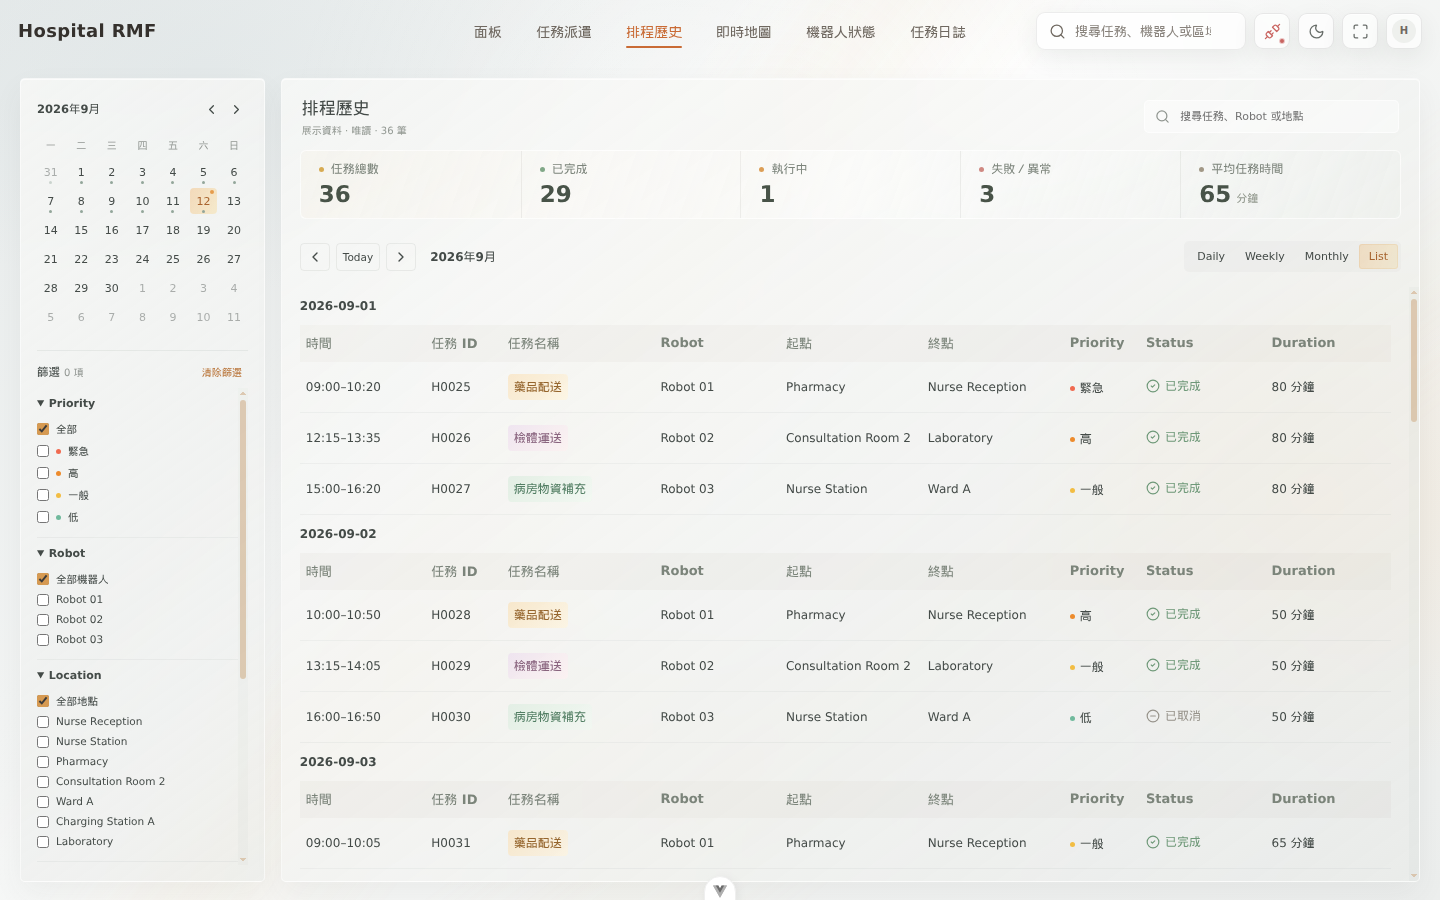 Hospital RMF
面板 任務派遣 排程歷史 即時地圖 機器人狀態 任務日誌
搜尋任務、機器人或區域
H
2026年9月
一 二 三 四 五 六 日
31 1 2 3 4 5 6
7 8 9 10 11 12 13
14 15 16 17 18 19 20
21 22 23 24 25 26 27
28 29 30 1 2 3 4
5 6 7 8 9 10 11
篩選 0 項 清除篩選
Priority
全部
緊急
高
一般
低
Robot
全部機器人
Robot 01
Robot 02
Robot 03
Location
全部地點
Nurse Reception
Nurse Station
Pharmacy
Consultation Room 2
Ward A
Charging Station A
Laboratory
排程歷史
展示資料 · 唯讀 · 36 筆
搜尋任務、Robot 或地點
任務總數 已完成 執行中 失敗 / 異常 平均任務時間
36 29 1 3 65 分鐘
Today 2026年9月 Daily Weekly Monthly List
2026-09-01
時間 任務 ID 任務名稱 Robot 起點 終點 Priority Status Duration
09:00–10:20 H0025 藥品配送 Robot 01 Pharmacy Nurse Reception 緊急 已完成 80 分鐘
12:15–13:35 H0026 檢體運送 Robot 02 Consultation Room 2 Laboratory 高 已完成 80 分鐘
15:00–16:20 H0027 病房物資補充 Robot 03 Nurse Station Ward A 一般 已完成 80 分鐘
2026-09-02
時間 任務 ID 任務名稱 Robot 起點 終點 Priority Status Duration
10:00–10:50 H0028 藥品配送 Robot 01 Pharmacy Nurse Reception 高 已完成 50 分鐘
13:15–14:05 H0029 檢體運送 Robot 02 Consultation Room 2 Laboratory 一般 已完成 50 分鐘
16:00–16:50 H0030 病房物資補充 Robot 03 Nurse Station Ward A 低 已取消 50 分鐘
2026-09-03
時間 任務 ID 任務名稱 Robot 起點 終點 Priority Status Duration
09:00–10:05 H0031 藥品配送 Robot 01 Pharmacy Nurse Reception 一般 已完成 65 分鐘